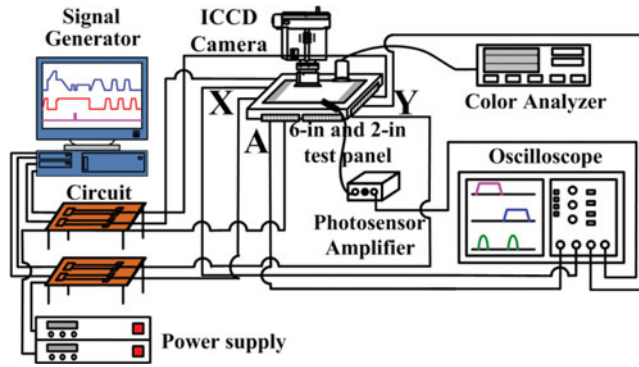 Signal
Generator
ICCD
Camera
X
Y
A
6-in and 2-in
test panel
Color Analyzer
Oscilloscope
Circuit
Photosensor
Amplifier
Power supply